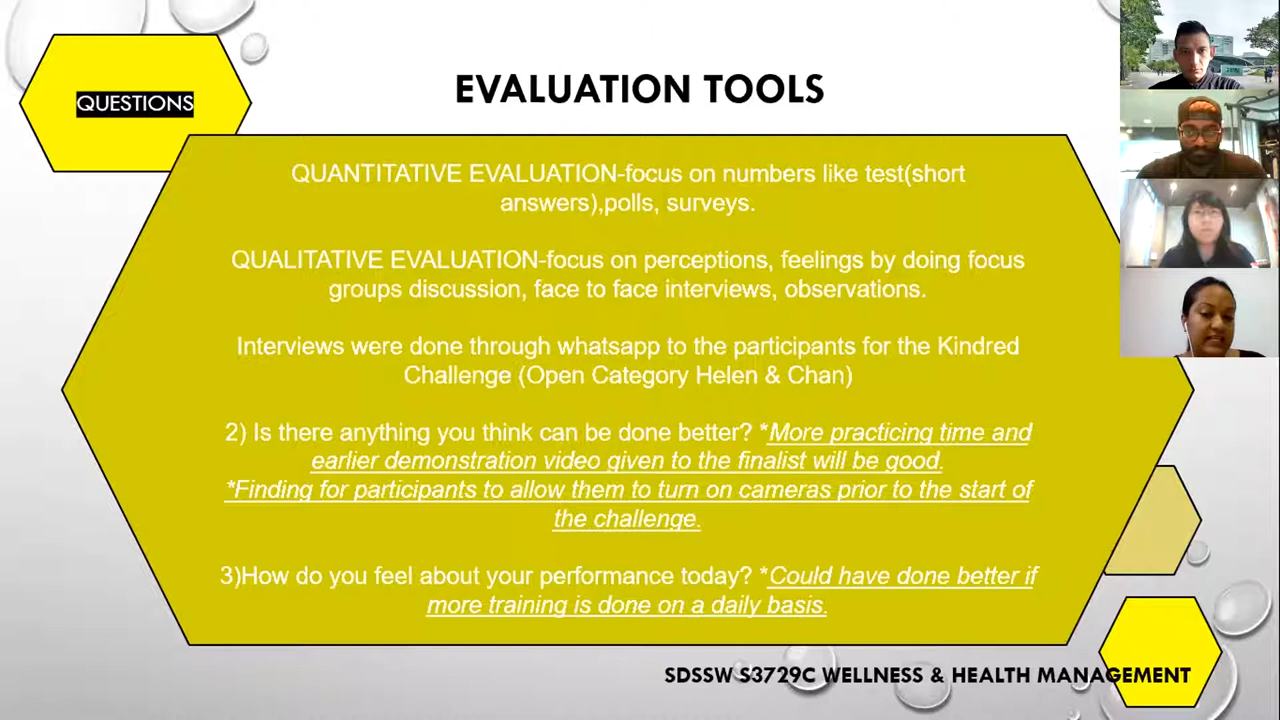 QUESTIONS
EVALUATION TOOLS
QUANTITATIVE EVALUATION-focus on numbers like test(short
answers),polls, surveys.
QUALITATIVE EVALUATION-focus on perceptions, feelings by doing focus
groups discussion, face to face interviews, observations.
Interviews were done through whatsapp to the participants for the Kindred
Challenge (Open Category Helen & Chan)
2) Is there anything you think can be done better? *More practicing time and
earlier demonstration video given to the finalist will be good.
*Finding for participants to allow them to turn on cameras prior to the start of
the challenge.
3)How do you feel about your performance today? *Could have done better if
more training is done on a daily basis.
SDSSW S3729C WELLNESS & HEALTH MANAGEMENT